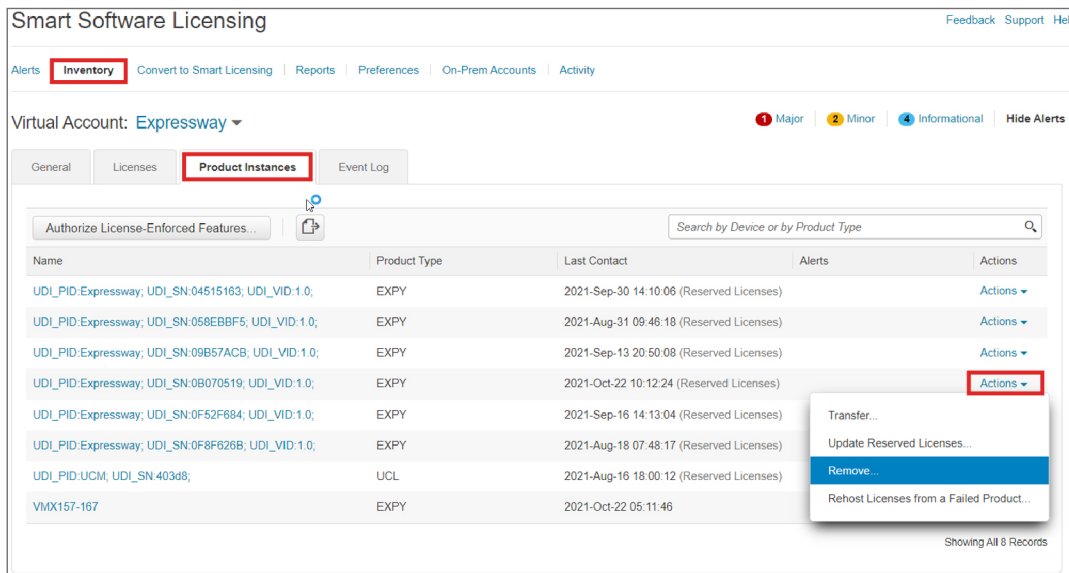 Smart Software Licensing
Feedback Support Hel
Alerts Inventory Convert to Smart Licensing Reports Preferences On-Prem Accounts Activity
Virtual Account: Expressway
1 Major 2 Minor 4 Informational Hide Alerts
General Licenses Product Instances Event Log
Authorize License-Enforced Features...
Search by Device or by Product Type
Name Product Type Last Contact Alerts Actions
UDI_PID:Expressway; UDI_SN:04515163; UDI_VID:1.0; EXPY 2021-Sep-30 14:10:06 (Reserved Licenses) Actions
UDI_PID:Expressway; UDI_SN:058EBBF5; UDI_VID:1.0; EXPY 2021-Aug-31 09:46:18 (Reserved Licenses) Actions
UDI_PID:Expressway; UDI_SN:09B57ACB; UDI_VID:1.0; EXPY 2021-Sep-13 20:50:08 (Reserved Licenses) Actions
UDI_PID:Expressway; UDI_SN:0B070519; UDI_VID:1.0; EXPY 2021-Oct-22 10:12:24 (Reserved Licenses) Actions
UDI_PID:Expressway; UDI_SN:0F52F684; UDI_VID:1.0; EXPY 2021-Sep-16 14:13:04 (Reserved Licenses)
Transfer...
UDI_PID:Expressway; UDI_SN:0F8F626B; UDI_VID:1.0; EXPY 2021-Aug-18 07:48:17 (Reserved Licenses)
Update Reserved Licenses...
UDI_PID:UCM; UDI_SN:403d8; UCL 2021-Aug-16 18:00:12 (Reserved Licenses)
Remove...
VMX157-167 EXPY 2021-Oct-22 05:11:46
Rehost Licenses from a Failed Product...
Showing All 8 Records